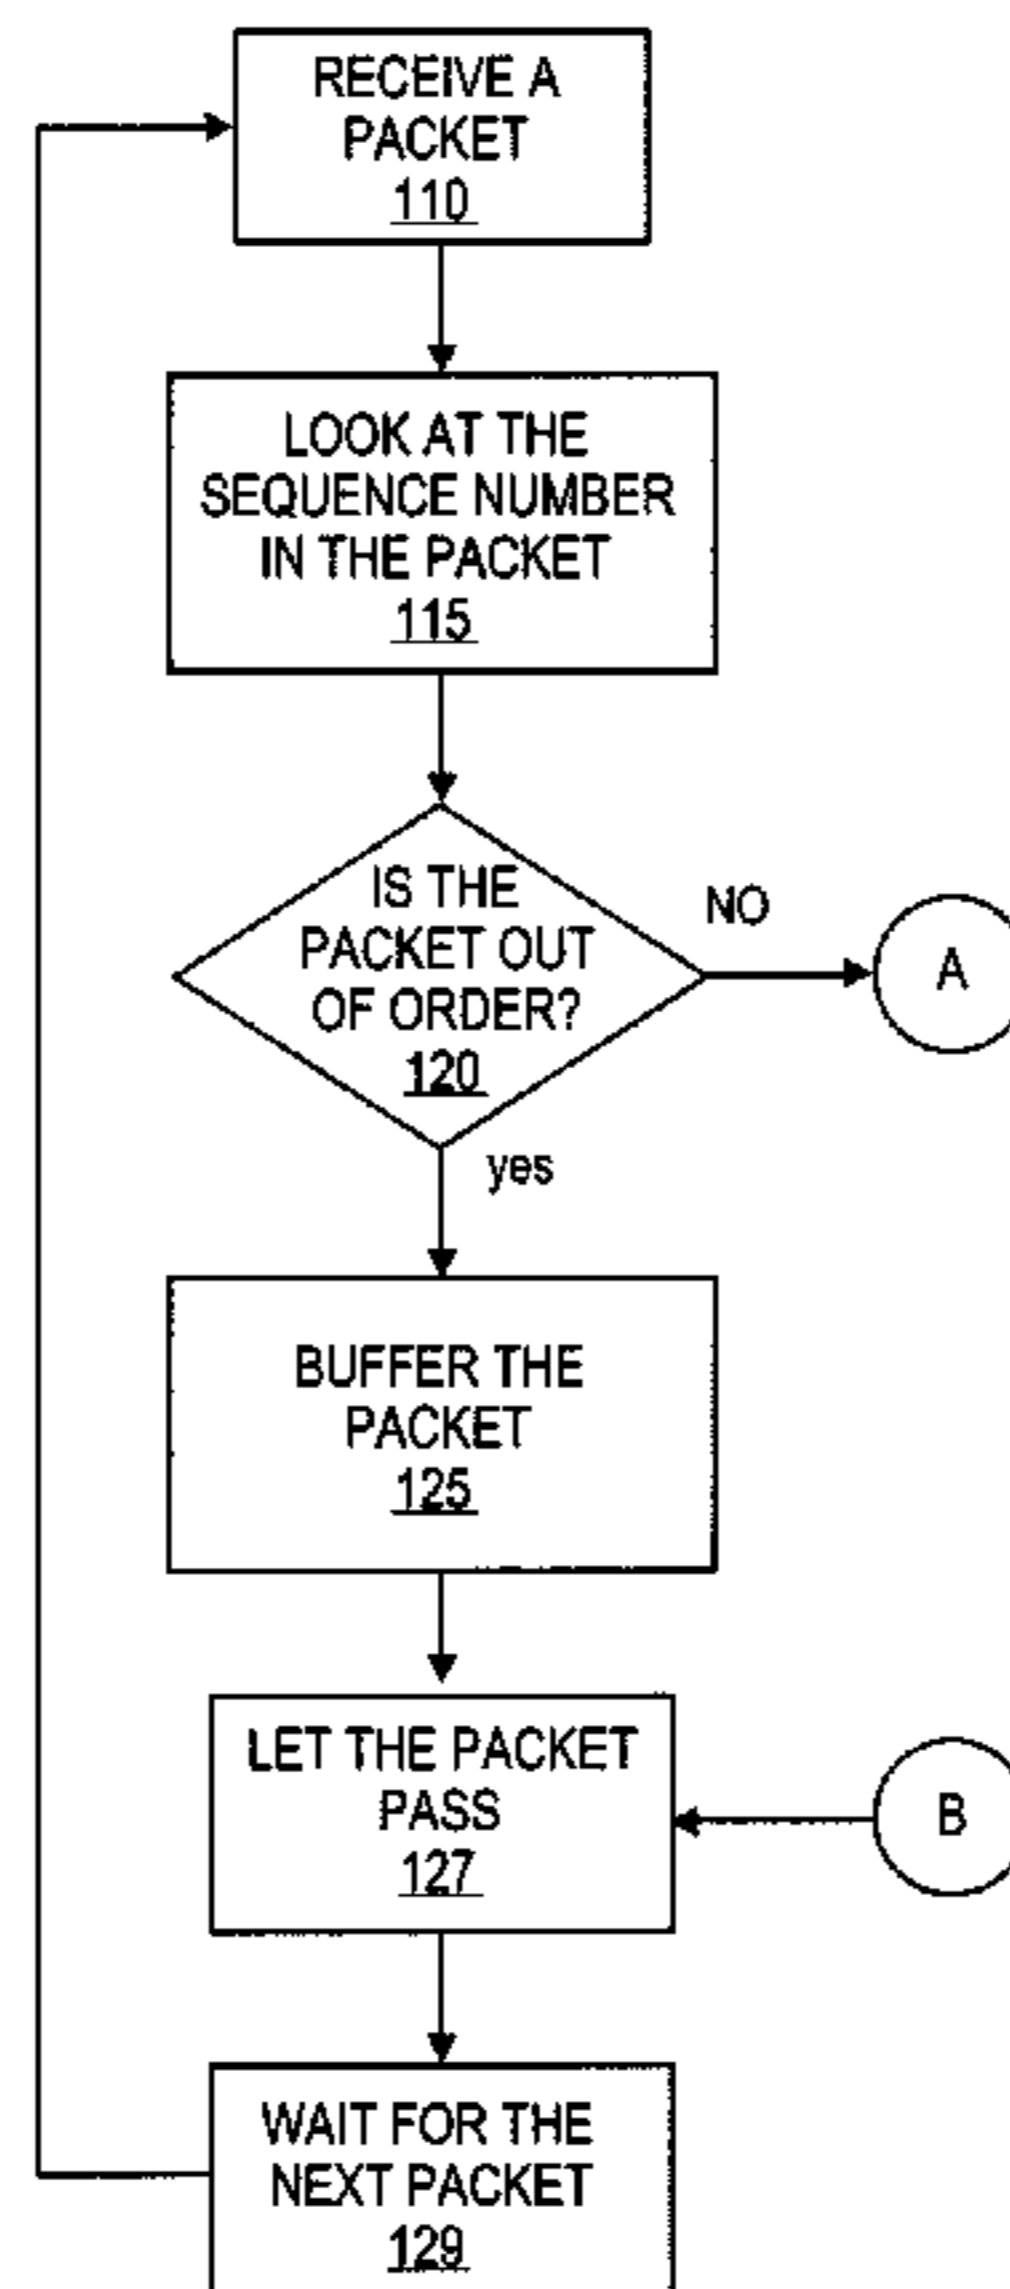 RECEIVE A
PACKET
110
LOOK AT THE
SEQUENCE NUMBER
IN THE PACKET
115
IS THE
PACKET OUT
OF ORDER?
120
NO
A
yes
BUFFER THE
PACKET
125
LET THE PACKET
PASS
127
B
WAIT FOR THE
NEXT PACKET
129